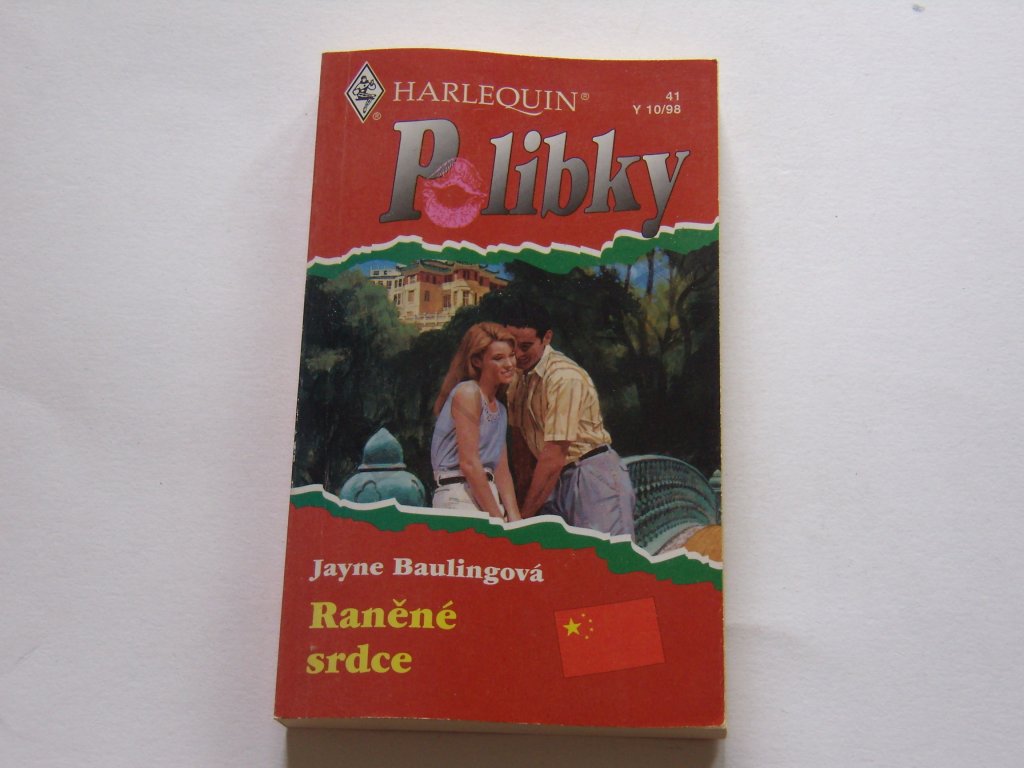 HARLEQUIN®
41
Y 10/98
®
Polibky
Jayne Baulingová
Raněné
srdce